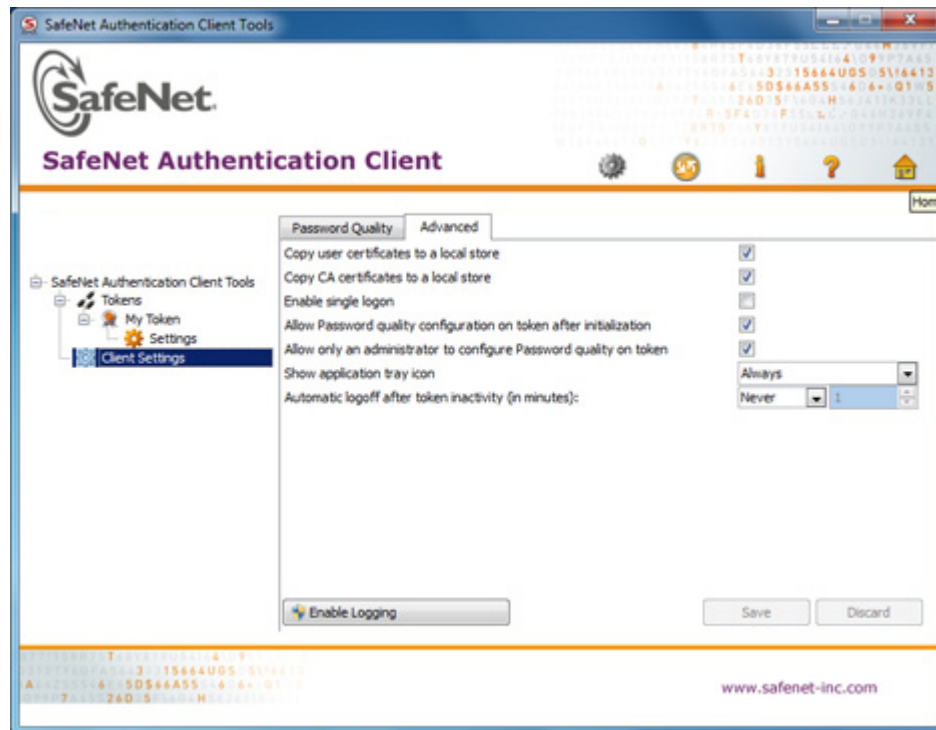 SafeNet Authentication Client Tools
SafeNet.
SafeNet Authentication Client
Hom
Password Quality
Advanced
Copy user certificates to a local store
Copy CA certificates to a local store
Enable single logon
Allow Password quality configuration on token after initialization
Allow only an administrator to configure Password quality on token
Show application tray icon
Always
Automatic logoff after token inactivity (in minutes):
Never
1
SafeNet Authentication Client Tools
Tokens
My Token
Settings
Client Settings
Enable Logging
Save
Discard
www.safenet-inc.com